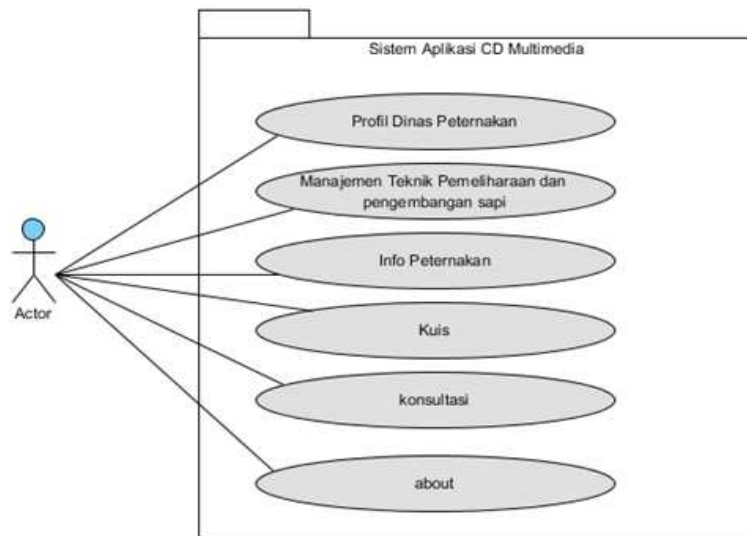 Sistem Aplikasi CD Multimedia
Profil Dinas Peternakan
Manajemen Teknik Pemeliharaan dan
pengembangan sapi
Info Peternakan
Kuis
konsultasi
about
Actor